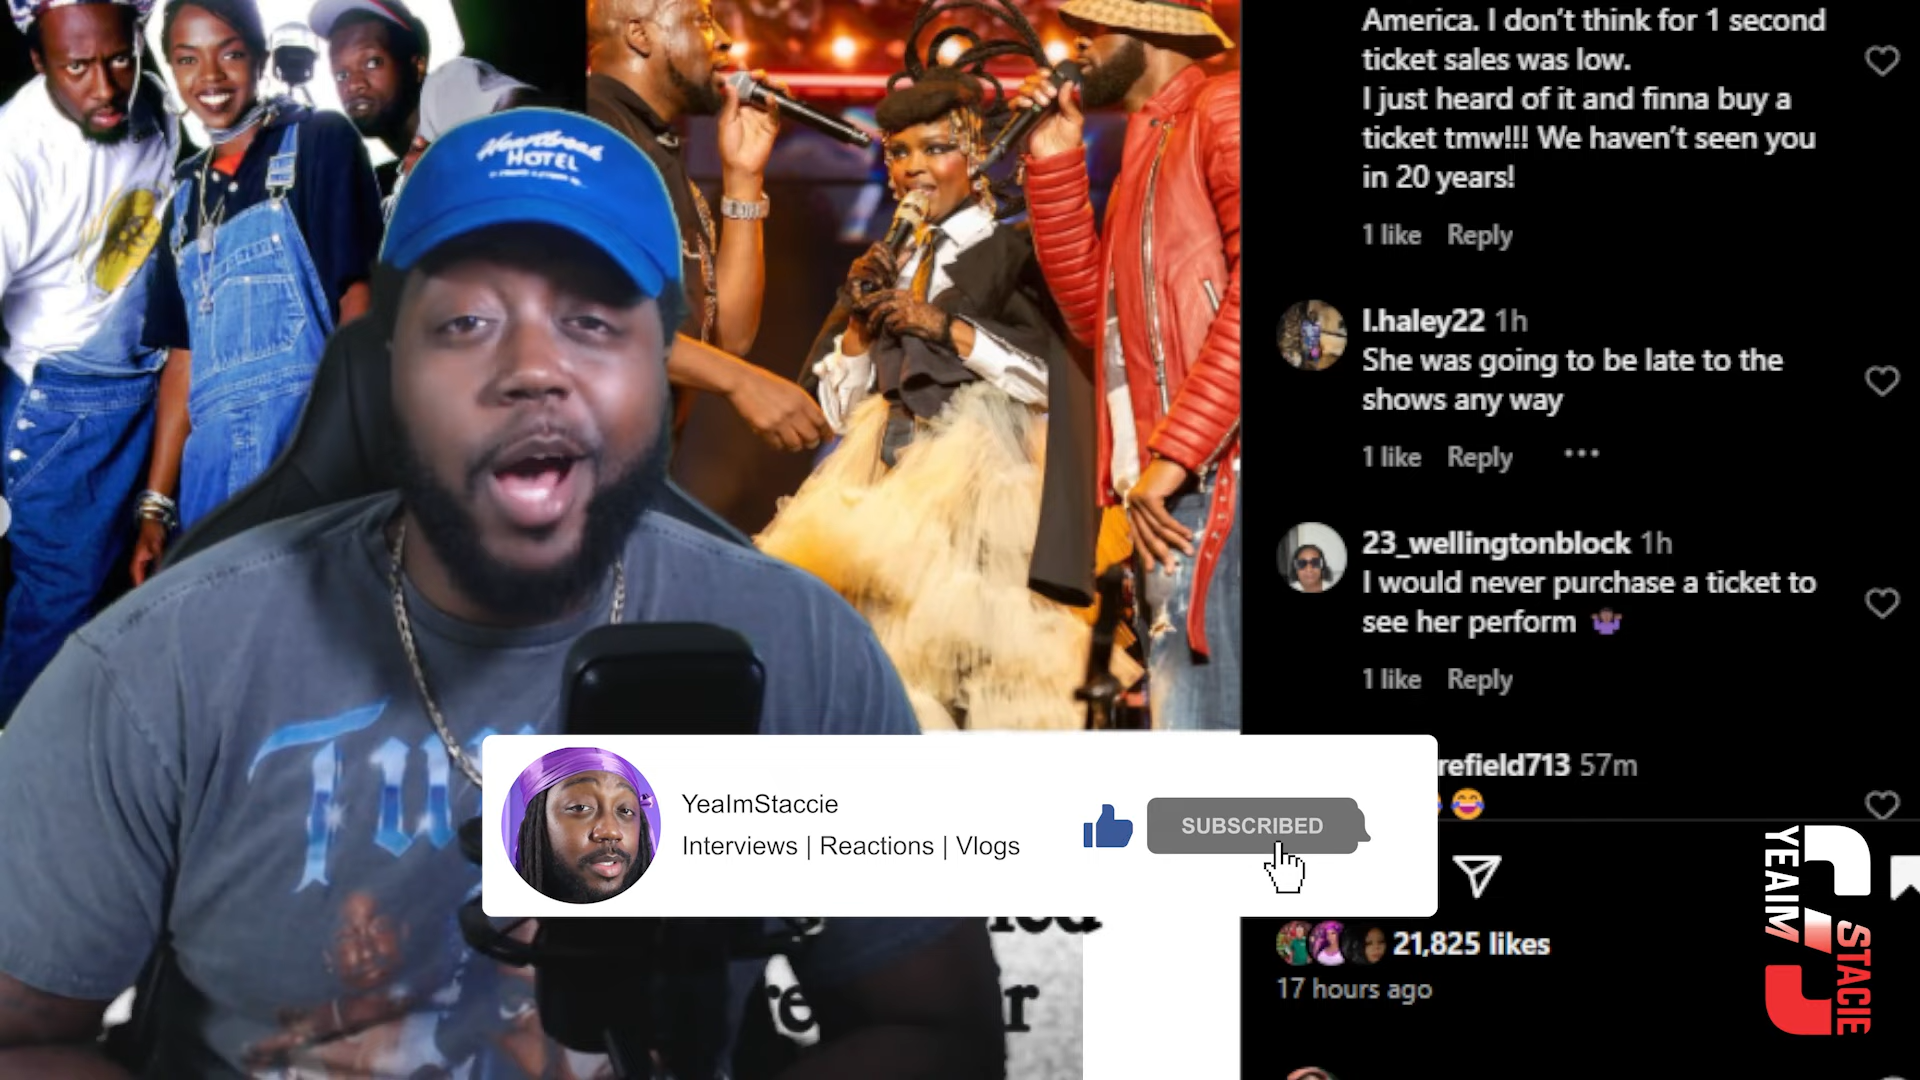 Heartbreak
HOTEL
America. I don’t think for 1 second
ticket sales was low.
I just heard of it and finna buy a
ticket tmw!!! We haven’t seen you
in 20 years!
1 like Reply
l.haley22 1h
She was going to be late to the
shows any way
1 like Reply
23_wellingtonblock 1h
I would never purchase a ticket to
see her perform 🤷🏾‍♀️
1 like Reply
refield713 57m
😂
YeaImStaccie
Interviews | Reactions | Vlogs
SUBSCRIBED
21,825 likes
17 hours ago
YEAIM
STACIE